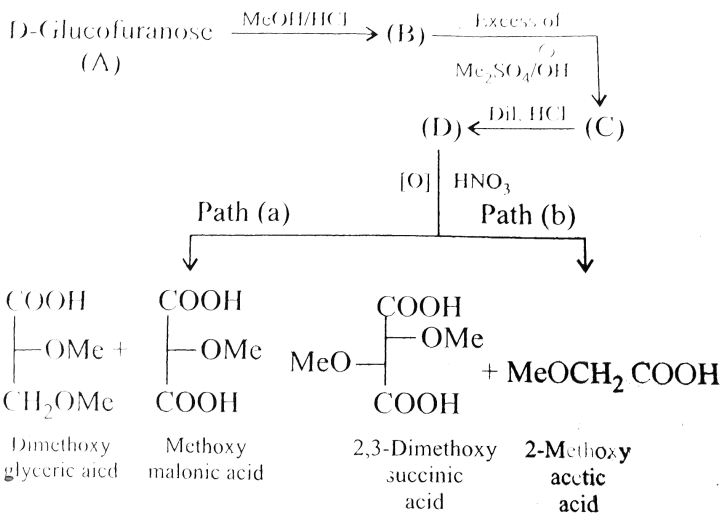 D-Glucofuranose MeOH/HCl (B) Excess of
(A) Me₂SO₄/OH
(D) Dil. HCl (C)
[O] HNO₃
Path (a) Path (b)
COOH COOH COOH
OMe + OMe OMe
MeO + MeOCH₂ COOH
CH₂OMe COOH COOH
Dimethoxy Methoxy 2,3-Dimethoxy 2-Methoxy
glyceric aicd malonic acid succinic acetic
acid acid